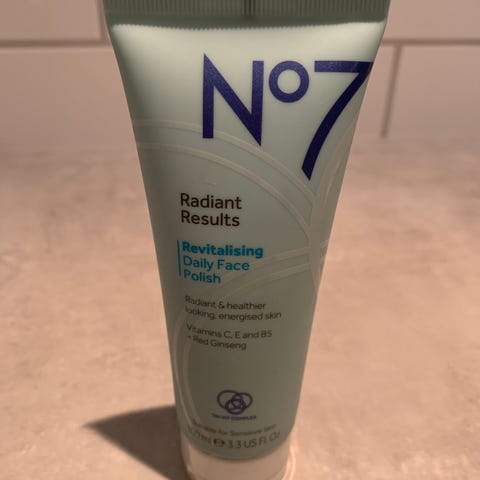 No7
Radiant
Results
Revitalising
Daily Face
Polish
Radiant & healthier
looking, energised skin
Vitamins C, E and B5
+ Red Ginseng
for Sensitive Skin
℮ 3.3 US Fl. Oz